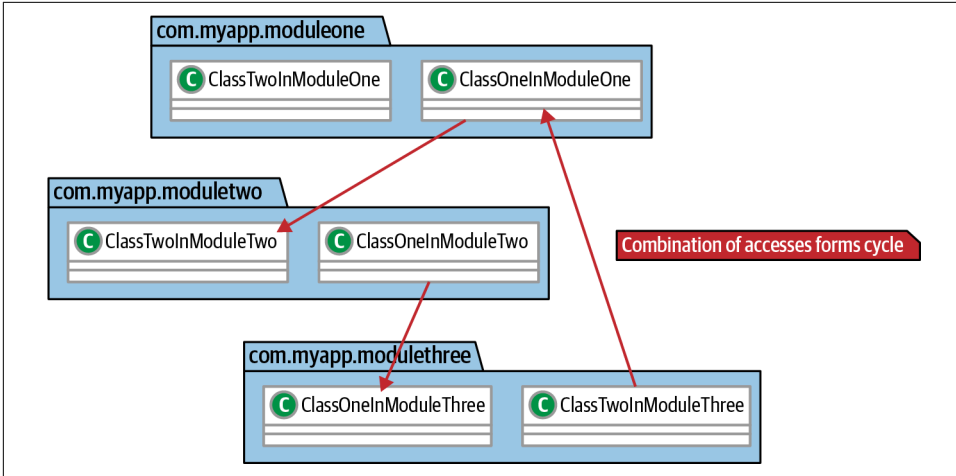 com.myapp.moduleone
C ClassTwoInModuleOne
C ClassOneInModuleOne
com.myapp.moduletwo
C ClassTwoInModuleTwo
C ClassOneInModuleTwo
Combination of accesses forms cycle
com.myapp.modulethree
C ClassOneInModuleThree
C ClassTwoInModuleThree